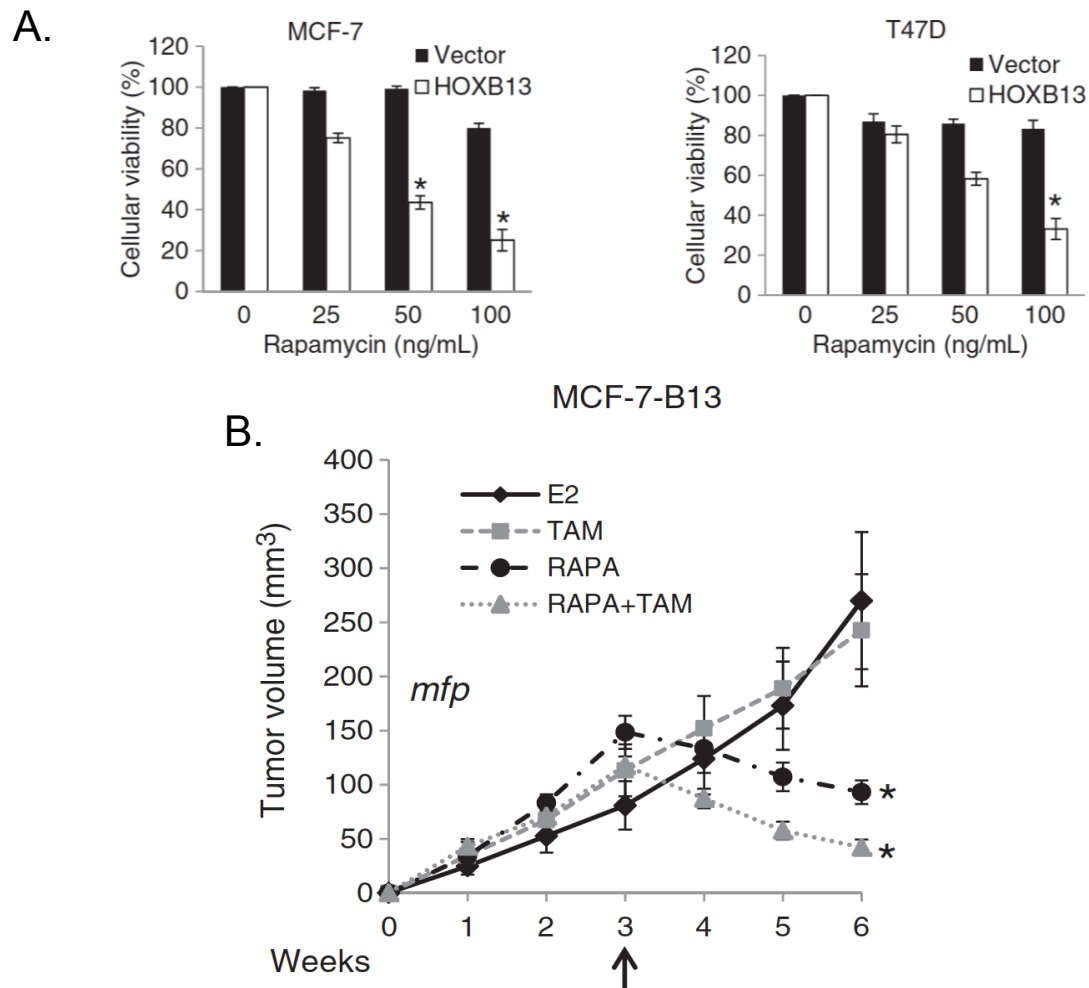 A.
MCF-7
Vector
HOXB13
Cellular viability (%)
120
100
80
60
40
20
0
*
*
0 25 50 100
Rapamycin (ng/mL)
T47D
Vector
HOXB13
Cellular viability (%)
120
100
80
60
40
20
0
*
0 25 50 100
Rapamycin (ng/mL)
MCF-7-B13
B.
E2
TAM
RAPA
RAPA+TAM
Tumor volume (mm³)
400
350
300
250
200
150
100
50
0
mfp
*
*
0 1 2 3 4 5 6
Weeks